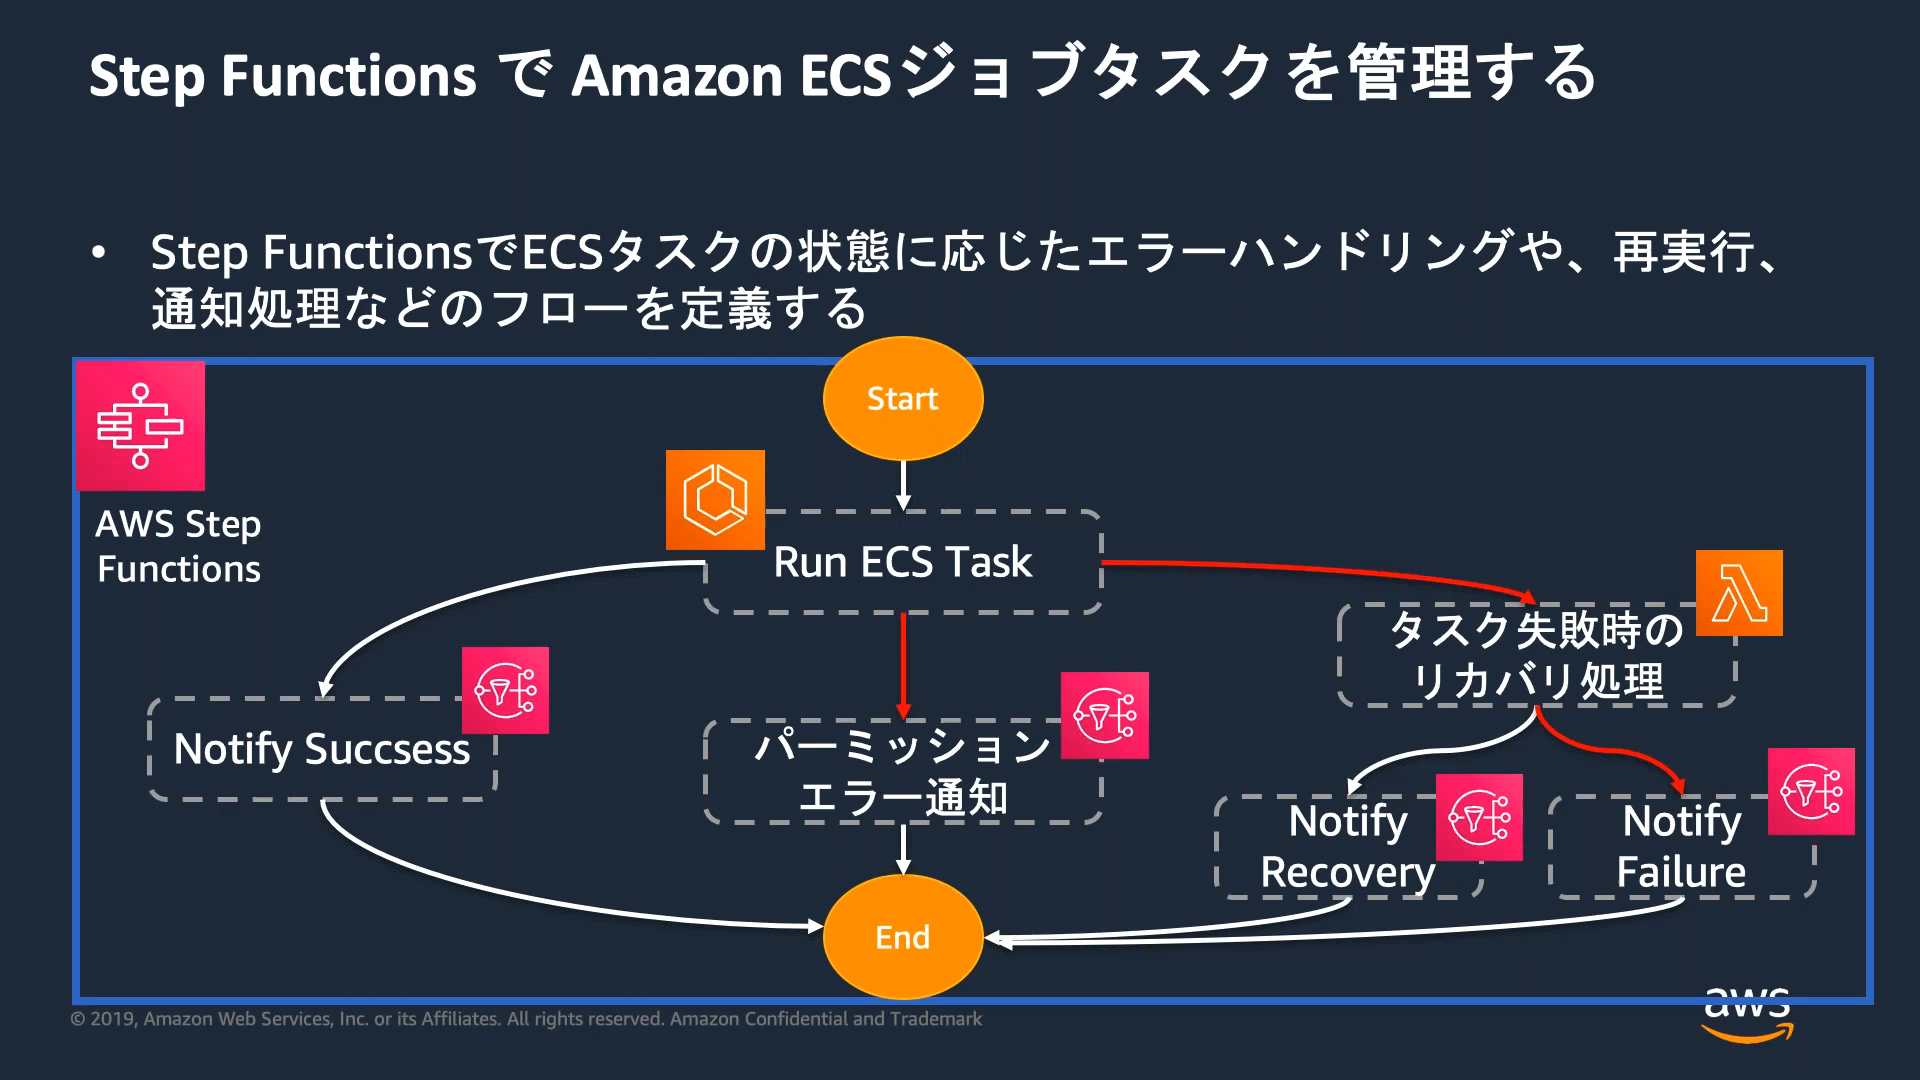 Step Functions で Amazon ECSジョブタスクを管理する
• Step FunctionsでECSタスクの状態に応じたエラーハンドリングや、再実行、
通知処理などのフローを定義する
Start
AWS Step
Functions
Run ECS Task
タスク失敗時の
リカバリ処理
Notify Succsess
パーミッション
エラー通知
Notify
Recovery
Notify
Failure
End
© 2019, Amazon Web Services, Inc. or its Affiliates. All rights reserved. Amazon Confidential and Trademark
aws